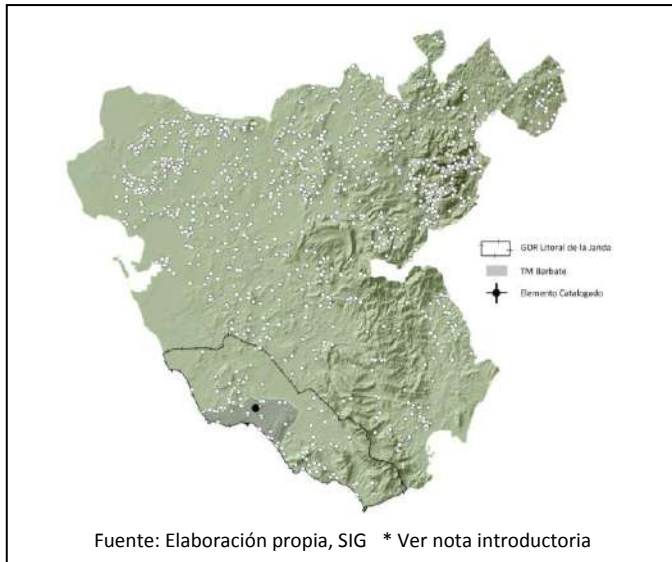 GDR Litoral de la Janda
TM Barbate
Elemento Catalogado
Fuente: Elaboración propia, SIG * Ver nota introductoria